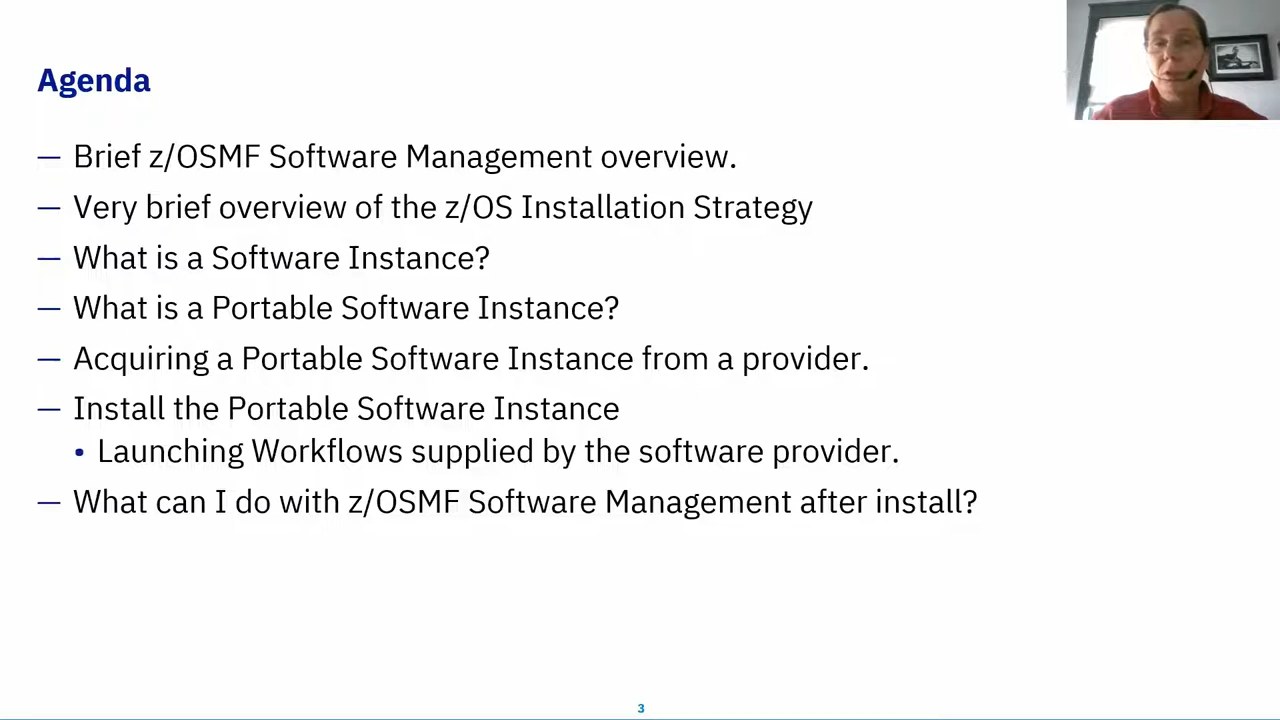 Agenda
— Brief z/OSMF Software Management overview.
— Very brief overview of the z/OS Installation Strategy
— What is a Software Instance?
— What is a Portable Software Instance?
— Acquiring a Portable Software Instance from a provider.
— Install the Portable Software Instance
• Launching Workflows supplied by the software provider.
— What can I do with z/OSMF Software Management after install?
3